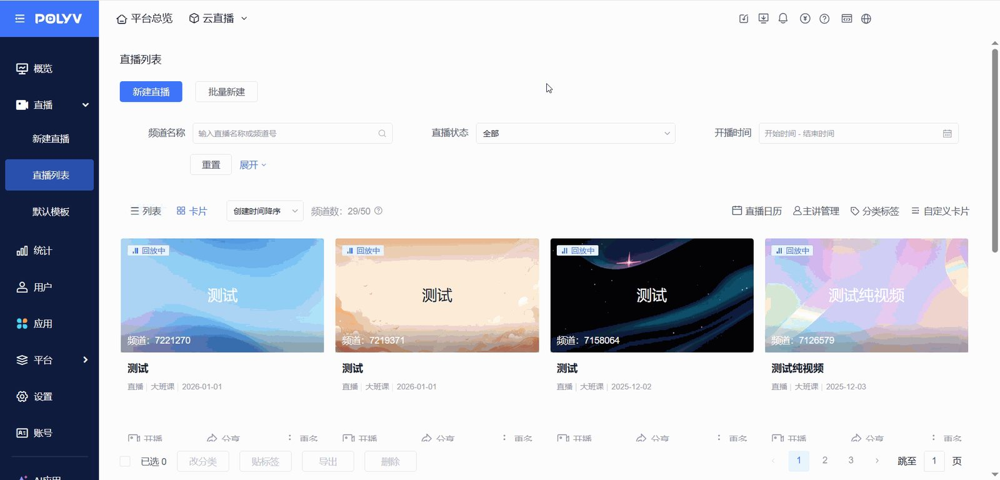 POLYV
平台总览
云直播
概览
直播
新建直播
直播列表
默认模板
统计
用户
应用
平台
设置
账号
AI应用
直播列表
新建直播
批量新建
频道名称
输入直播名称或频道号
直播状态
全部
开播时间
开始时间 - 结束时间
重置
展开
列表
卡片
创建时间降序
频道数：29/50
直播日历
主讲管理
分类标签
自定义卡片
回放中
测试
频道：7221270
测试
直播 | 大班课 | 2026-01-01
开播 分享 更多
回放中
测试
频道：7219371
测试
直播 | 大班课 | 2026-01-01
开播 分享 更多
回放中
测试
频道：7158064
测试
直播 | 大班课 | 2025-12-02
开播 分享 更多
回放中
测试纯视频
频道：7126579
测试纯视频
直播 | 大班课 | 2025-12-03
开播 分享 更多
已选 0
改分类
贴标签
导出
删除
1 2 3
跳至 1 页